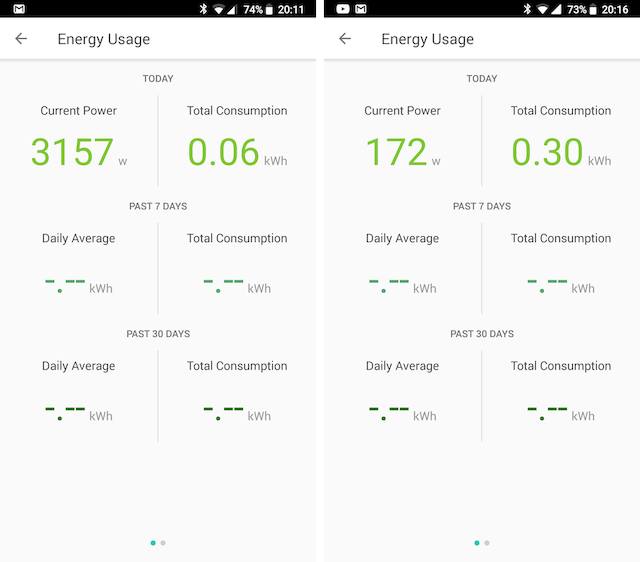 74% 20:11
Energy Usage
TODAY
Current Power Total Consumption
3157 w 0.06 kWh
PAST 7 DAYS
Daily Average Total Consumption
-.-- kWh -.-- kWh
PAST 30 DAYS
Daily Average Total Consumption
-.-- kWh -.-- kWh
73% 20:16
Energy Usage
TODAY
Current Power Total Consumption
172 w 0.30 kWh
PAST 7 DAYS
Daily Average Total Consumption
-.-- kWh -.-- kWh
PAST 30 DAYS
Daily Average Total Consumption
-.-- kWh -.-- kWh